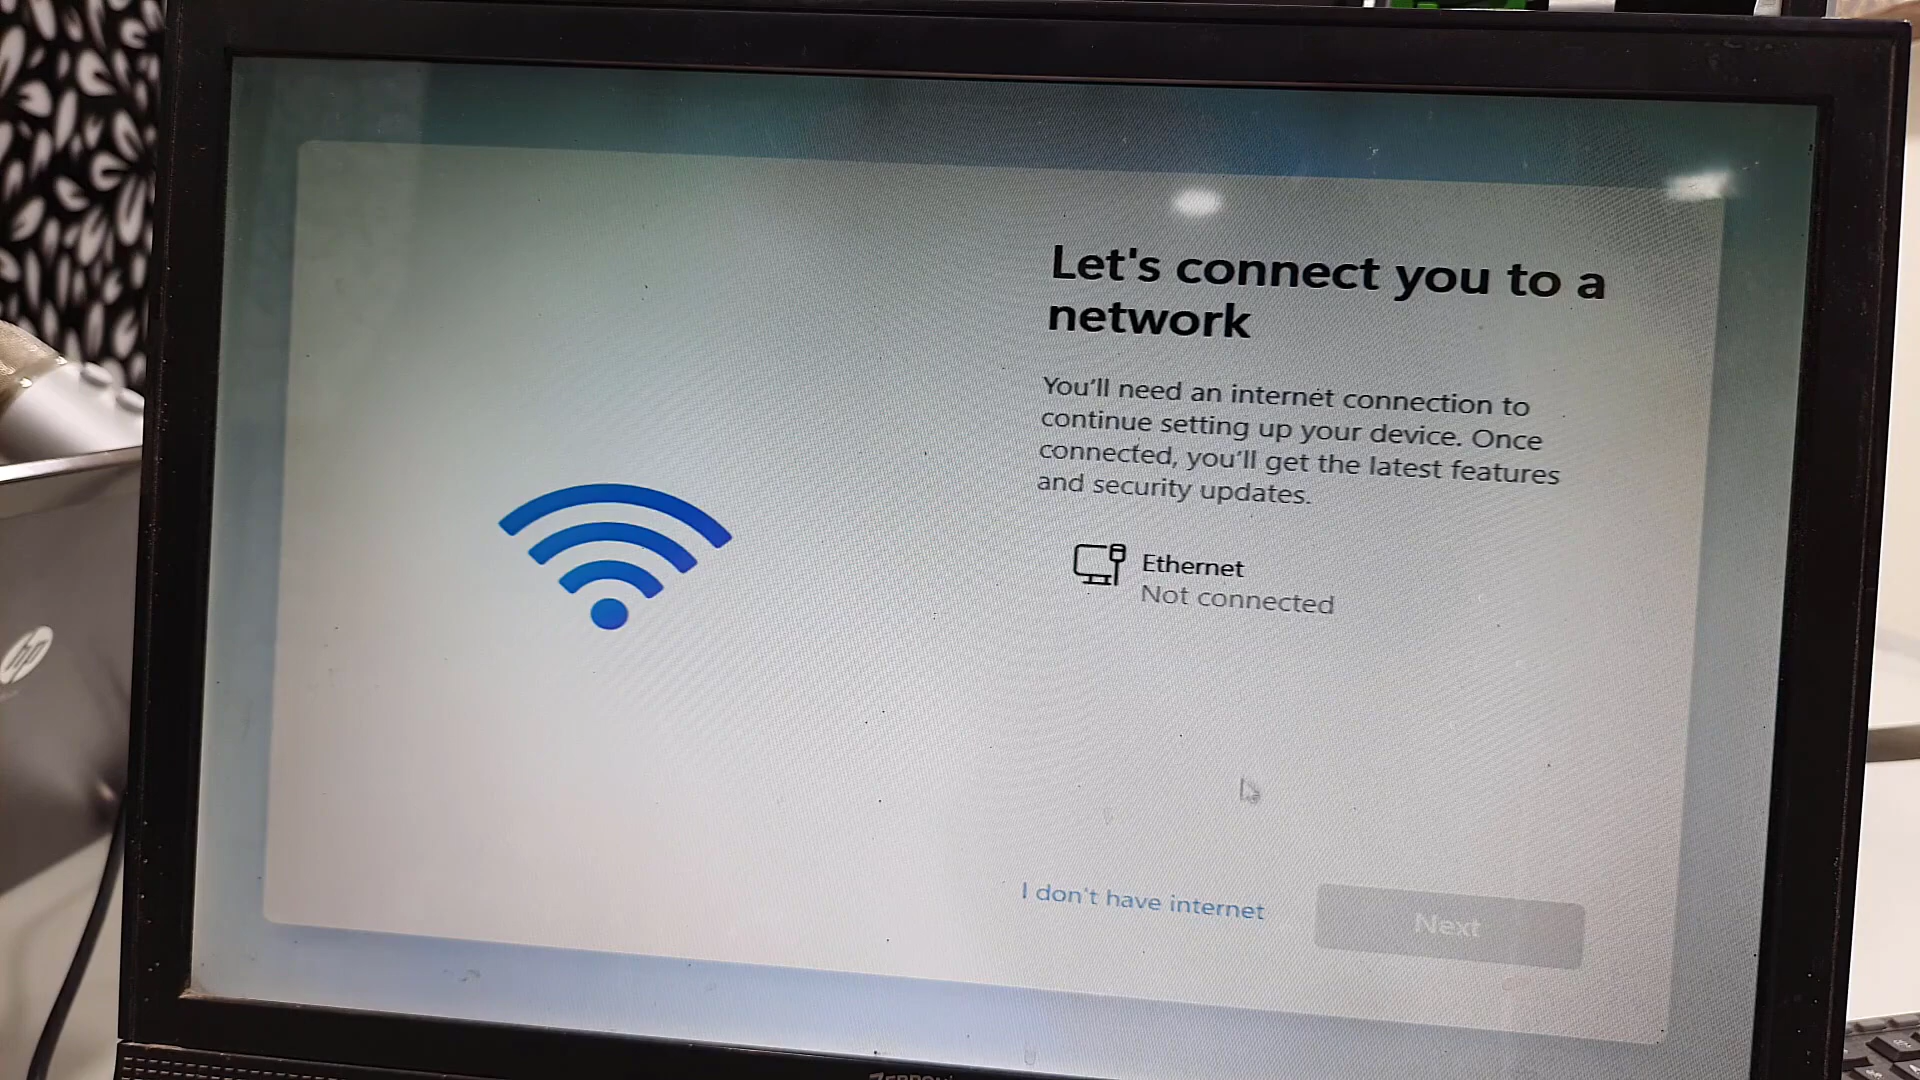 Let's connect you to a
network
You'll need an internet connection to
continue setting up your device. Once
connected, you'll get the latest features
and security updates.
Ethernet
Not connected
I don't have internet
Next
hp